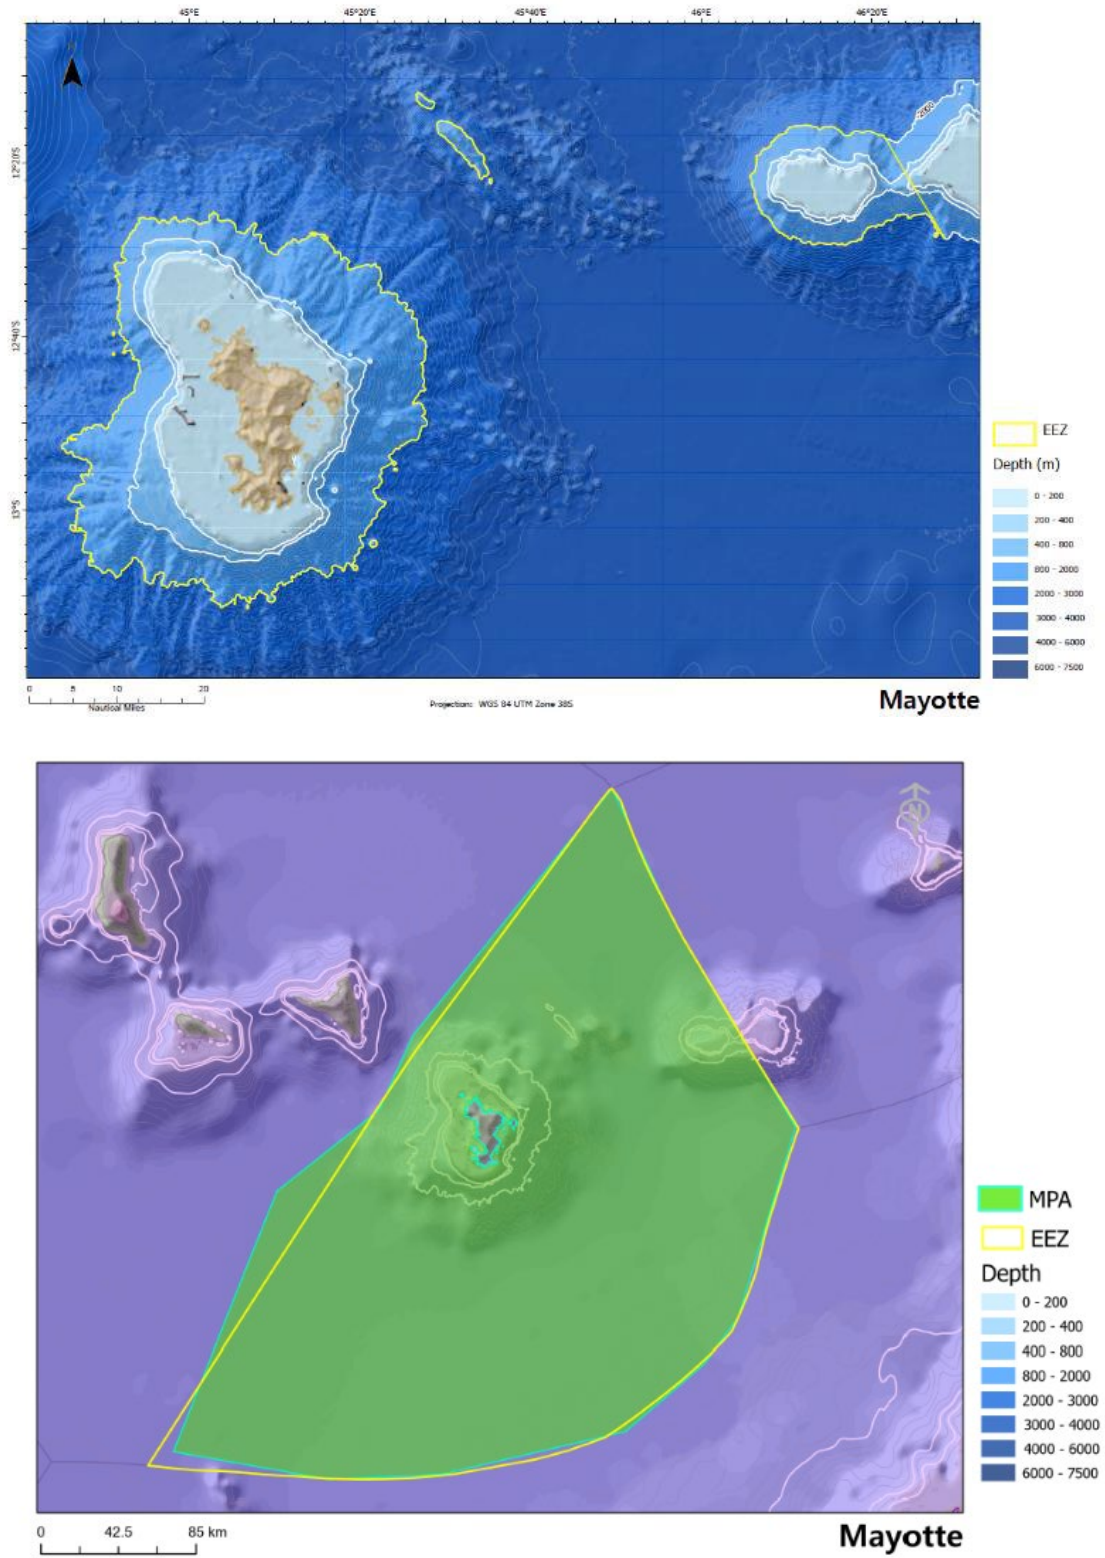 45°E 45°20'E 45°40'E 46°E 46°20'E
12°20'S
12°40'S
13°S
-2000
EEZ
Depth (m)
0 - 200
200 - 400
400 - 800
800 - 2000
2000 - 3000
3000 - 4000
4000 - 6000
6000 - 7500
0 5 10 20
Nautical Miles
Projection: WGS 84 UTM Zone 38S
Mayotte
N
MPA
EEZ
Depth
0 - 200
200 - 400
400 - 800
800 - 2000
2000 - 3000
3000 - 4000
4000 - 6000
6000 - 7500
0 42.5 85 km
Mayotte